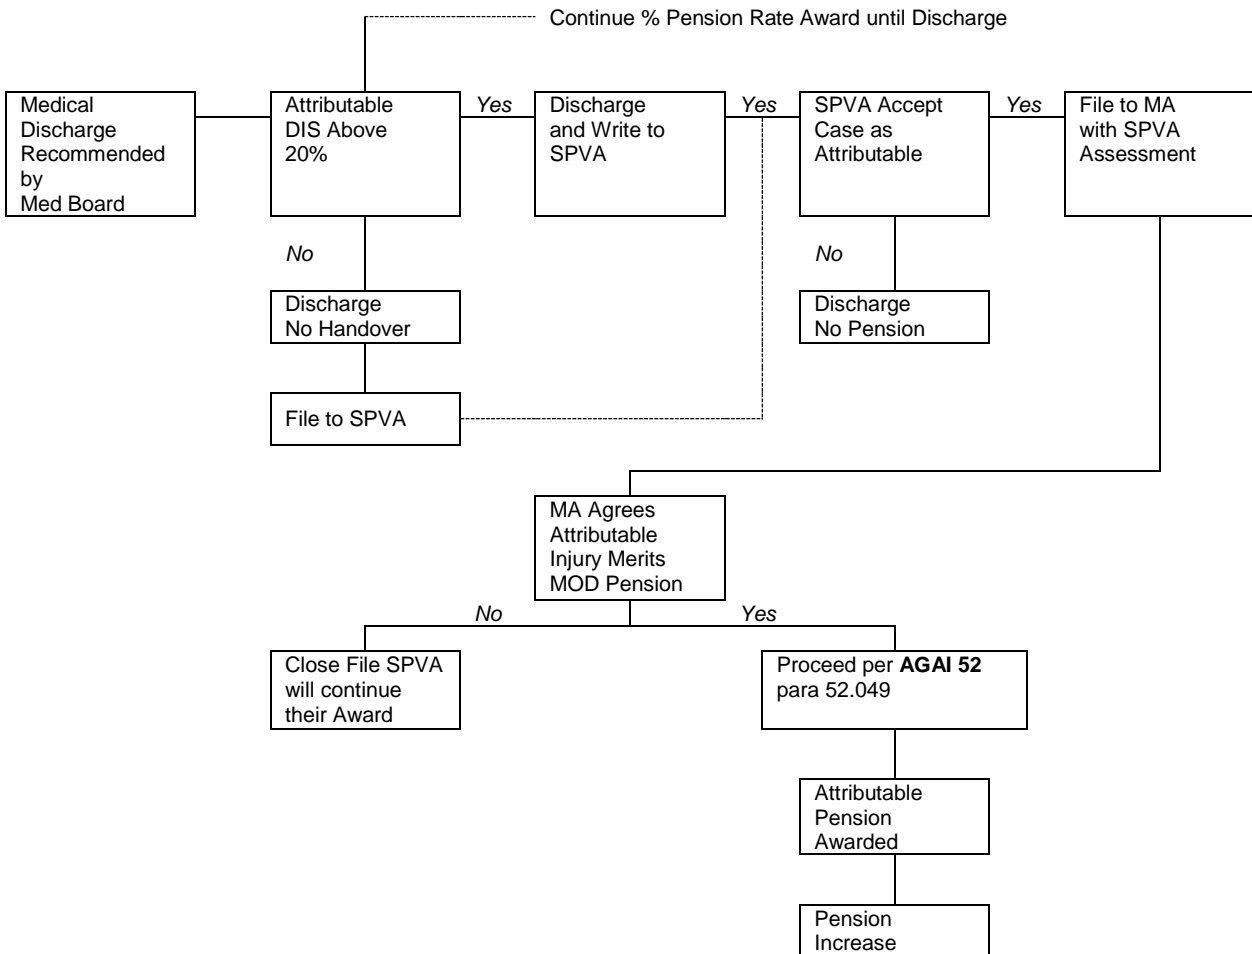 Continue % Pension Rate Award until Discharge
Medical
Discharge
Recommended
by
Med Board
Attributable
DIS Above
20%
Yes
Discharge
and Write to
SPVA
Yes
SPVA Accept
Case as
Attributable
Yes
File to MA
with SPVA
Assessment
No
Discharge
No Handover
No
Discharge
No Pension
File to SPVA
MA Agrees
Attributable
Injury Merits
MOD Pension
No
Yes
Close File SPVA
will continue
their Award
Proceed per AGAI 52
para 52.049
Attributable
Pension
Awarded
Pension
Increase